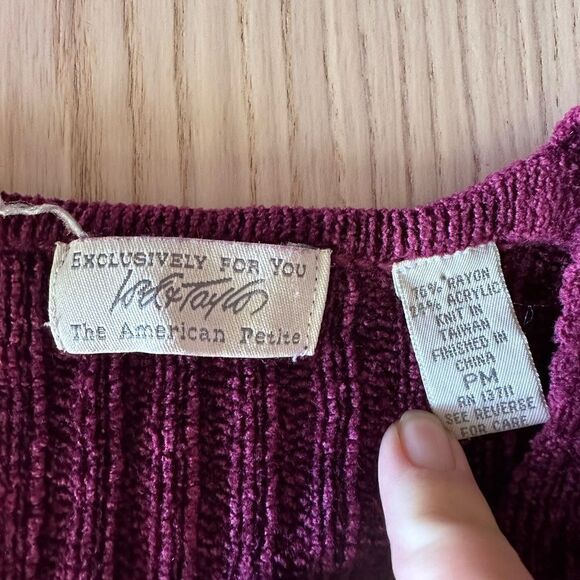 EXCLUSIVELY FOR YOU
Lord & Taylor
The American Petite
76% RAYON
24% ACRYLIC
KNIT IN
TAIWAN
FINISHED IN
CHINA
PM
RN 13711
SEE REVERSE
FOR CARE